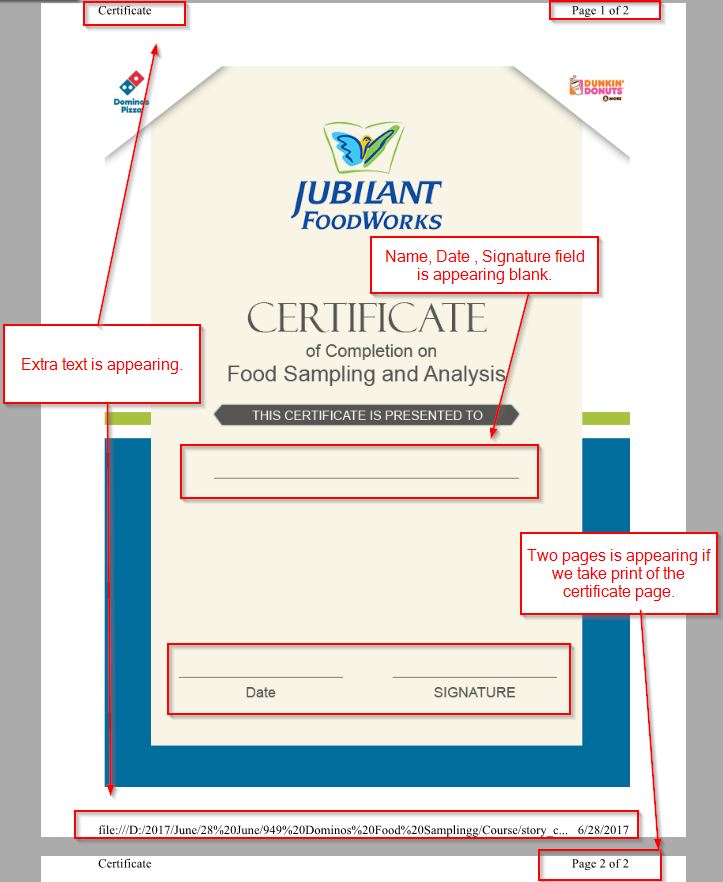 Certificate Page 1 of 2
Dominos
Pizza
DUNKIN'
DONUTS
& MORE
JUBILANT
FOODWORKS
Name, Date , Signature field
is appearing blank.
CERTIFICATE
of Completion on
Food Sampling and Analysis
Extra text is appearing.
THIS CERTIFICATE IS PRESENTED TO
Two pages is appearing if
we take print of the
certificate page.
Date SIGNATURE
file:///D:/2017/June/28%20June/949%20Dominos%20Food%20Samplingg/Course/story_c... 6/28/2017
Certificate Page 2 of 2